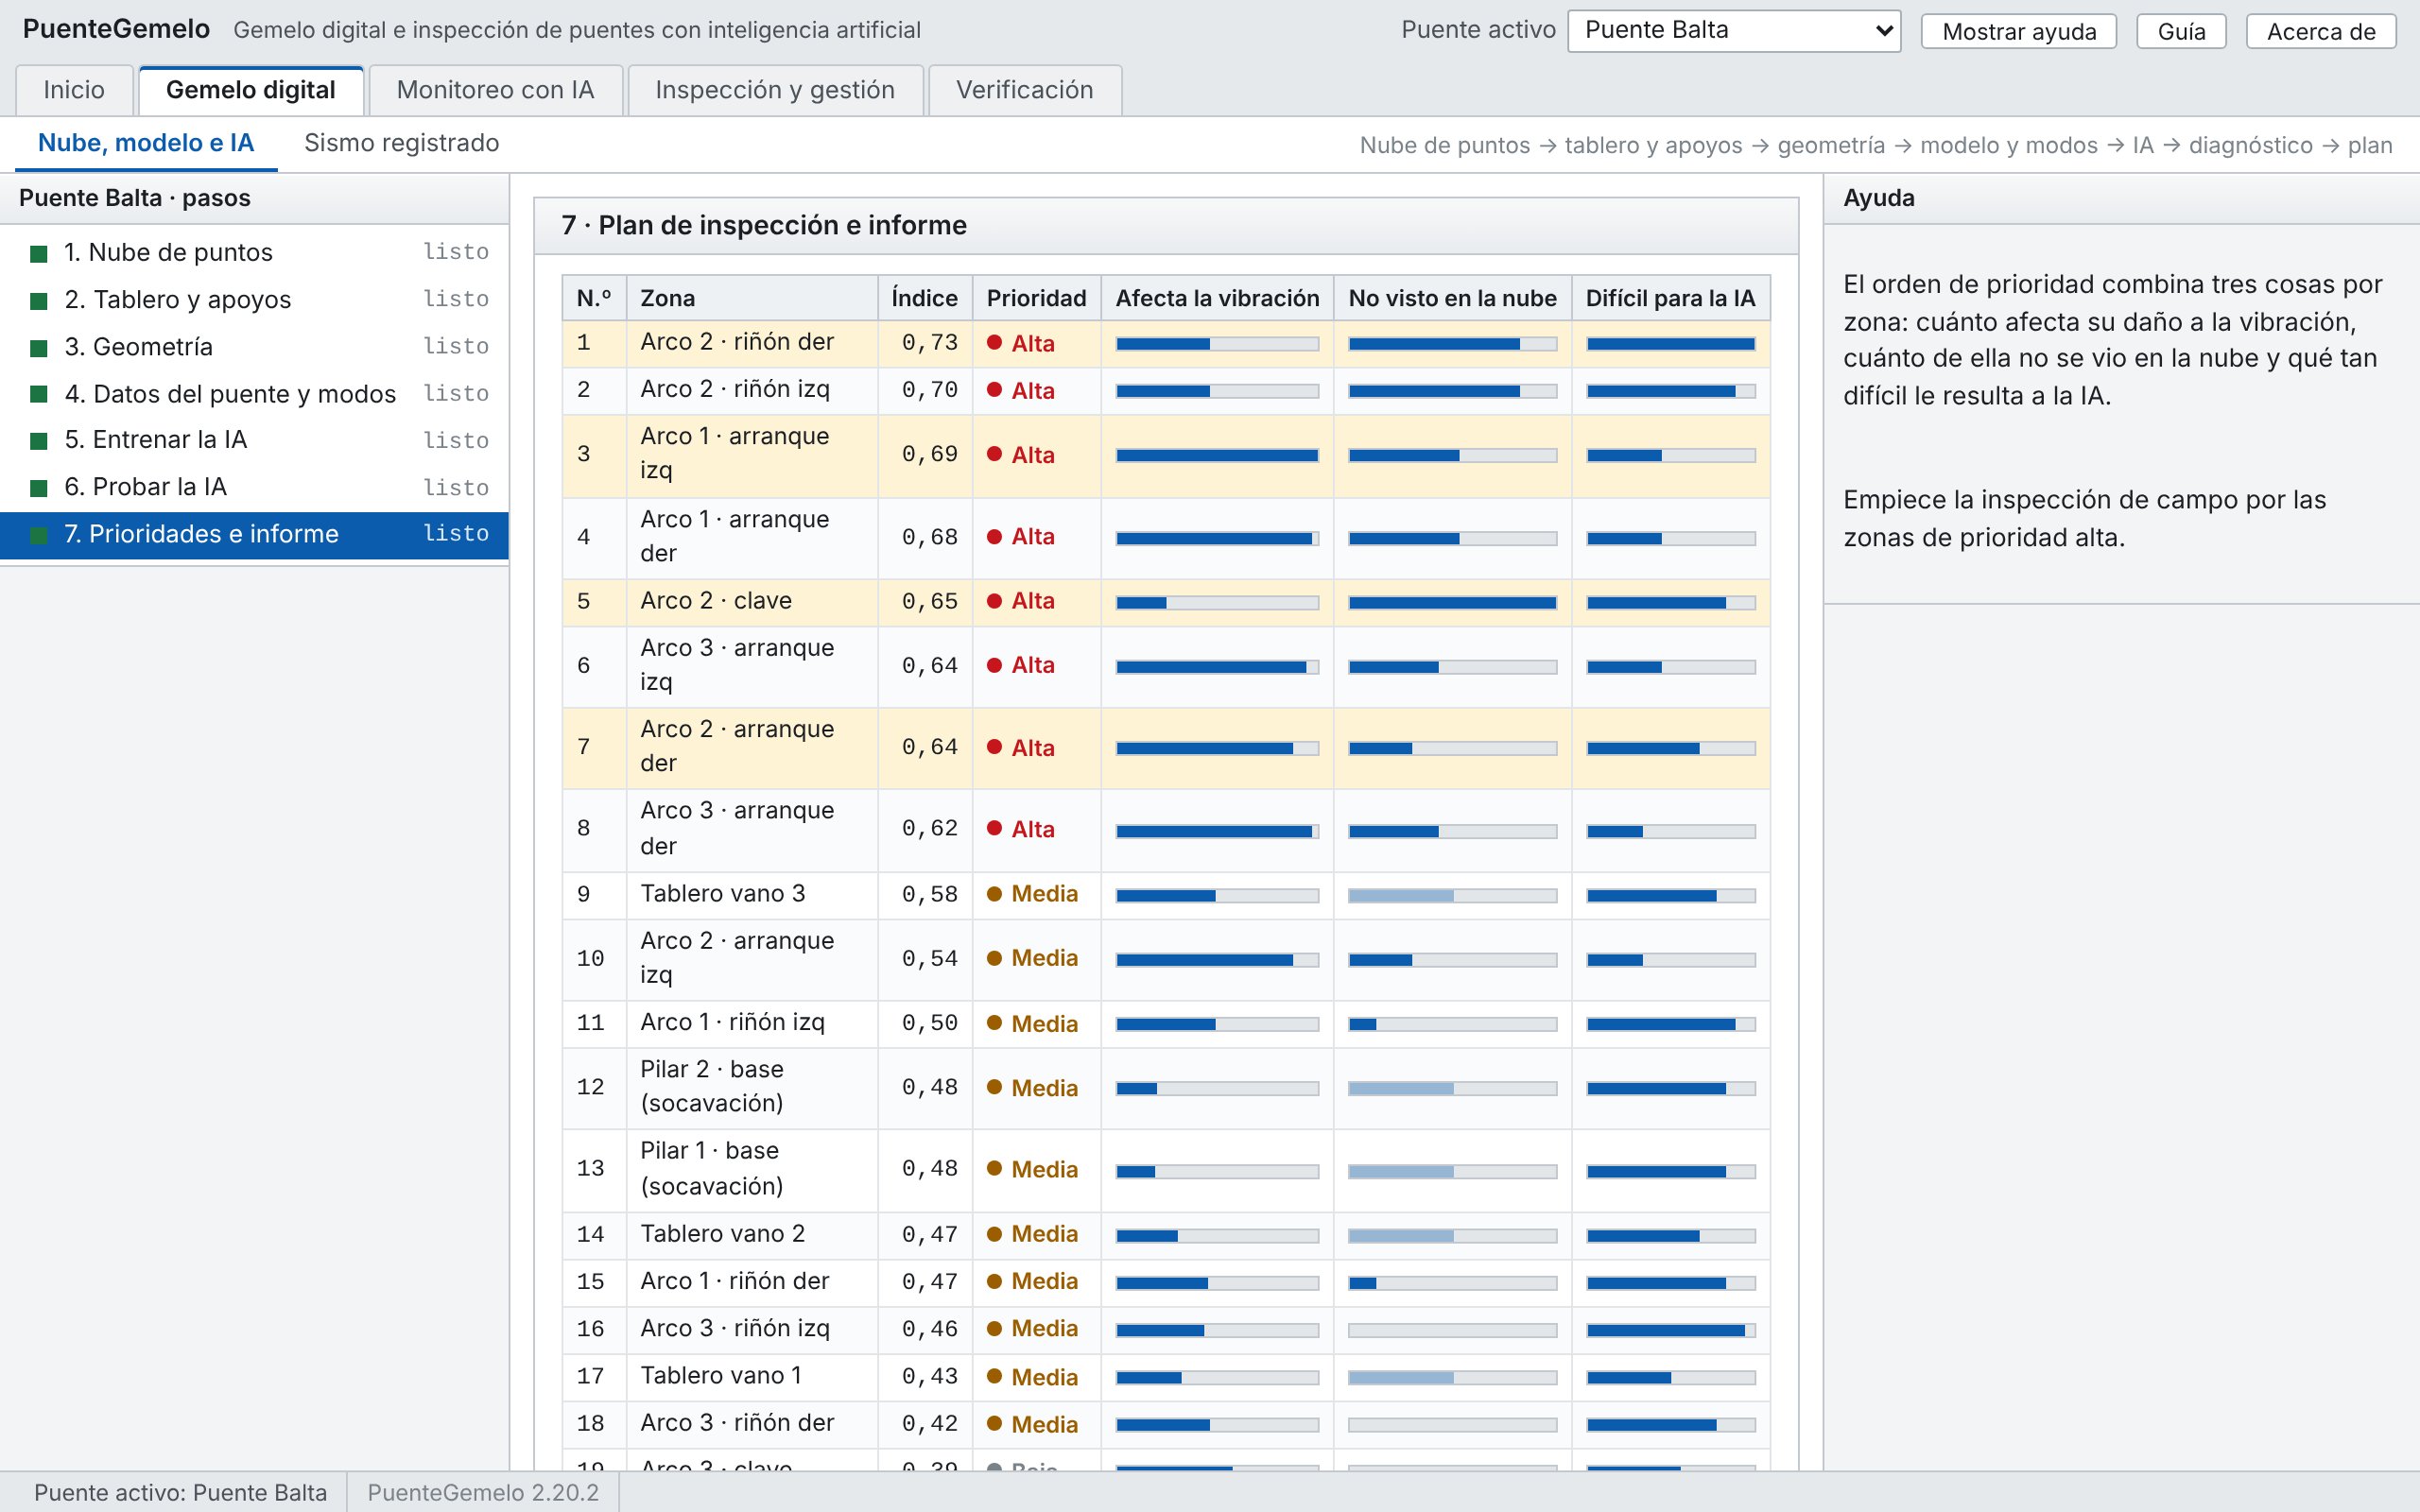 PuenteGemelo Gemelo digital e inspección de puentes con inteligencia artificial Puente activo Puente Balta Mostrar ayuda Guía Acerca de
Inicio Gemelo digital Monitoreo con IA Inspección y gestión Verificación
Nube, modelo e IA Sismo registrado Nube de puntos → tablero y apoyos → geometría → modelo y modos → IA → diagnóstico → plan
Puente Balta · pasos
1. Nube de puntos listo
2. Tablero y apoyos listo
3. Geometría listo
4. Datos del puente y modos listo
5. Entrenar la IA listo
6. Probar la IA listo
7. Prioridades e informe listo
7 · Plan de inspección e informe
N.º Zona Índice Prioridad Afecta la vibración No visto en la nube Difícil para la IA
1 Arco 2 · riñón der 0,73 Alta
2 Arco 2 · riñón izq 0,70 Alta
3 Arco 1 · arranque izq 0,69 Alta
4 Arco 1 · arranque der 0,68 Alta
5 Arco 2 · clave 0,65 Alta
6 Arco 3 · arranque izq 0,64 Alta
7 Arco 2 · arranque der 0,64 Alta
8 Arco 3 · arranque der 0,62 Alta
9 Tablero vano 3 0,58 Media
10 Arco 2 · arranque izq 0,54 Media
11 Arco 1 · riñón izq 0,50 Media
12 Pilar 2 · base (socavación) 0,48 Media
13 Pilar 1 · base (socavación) 0,48 Media
14 Tablero vano 2 0,47 Media
15 Arco 1 · riñón der 0,47 Media
16 Arco 3 · riñón izq 0,46 Media
17 Tablero vano 1 0,43 Media
18 Arco 3 · riñón der 0,42 Media
19 Arco 3 · clave 0,39 Baja
Ayuda
El orden de prioridad combina tres cosas por
zona: cuánto afecta su daño a la vibración,
cuánto de ella no se vio en la nube y qué tan
difícil le resulta a la IA.
Empiece la inspección de campo por las
zonas de prioridad alta.
Puente activo: Puente Balta PuenteGemelo 2.20.2